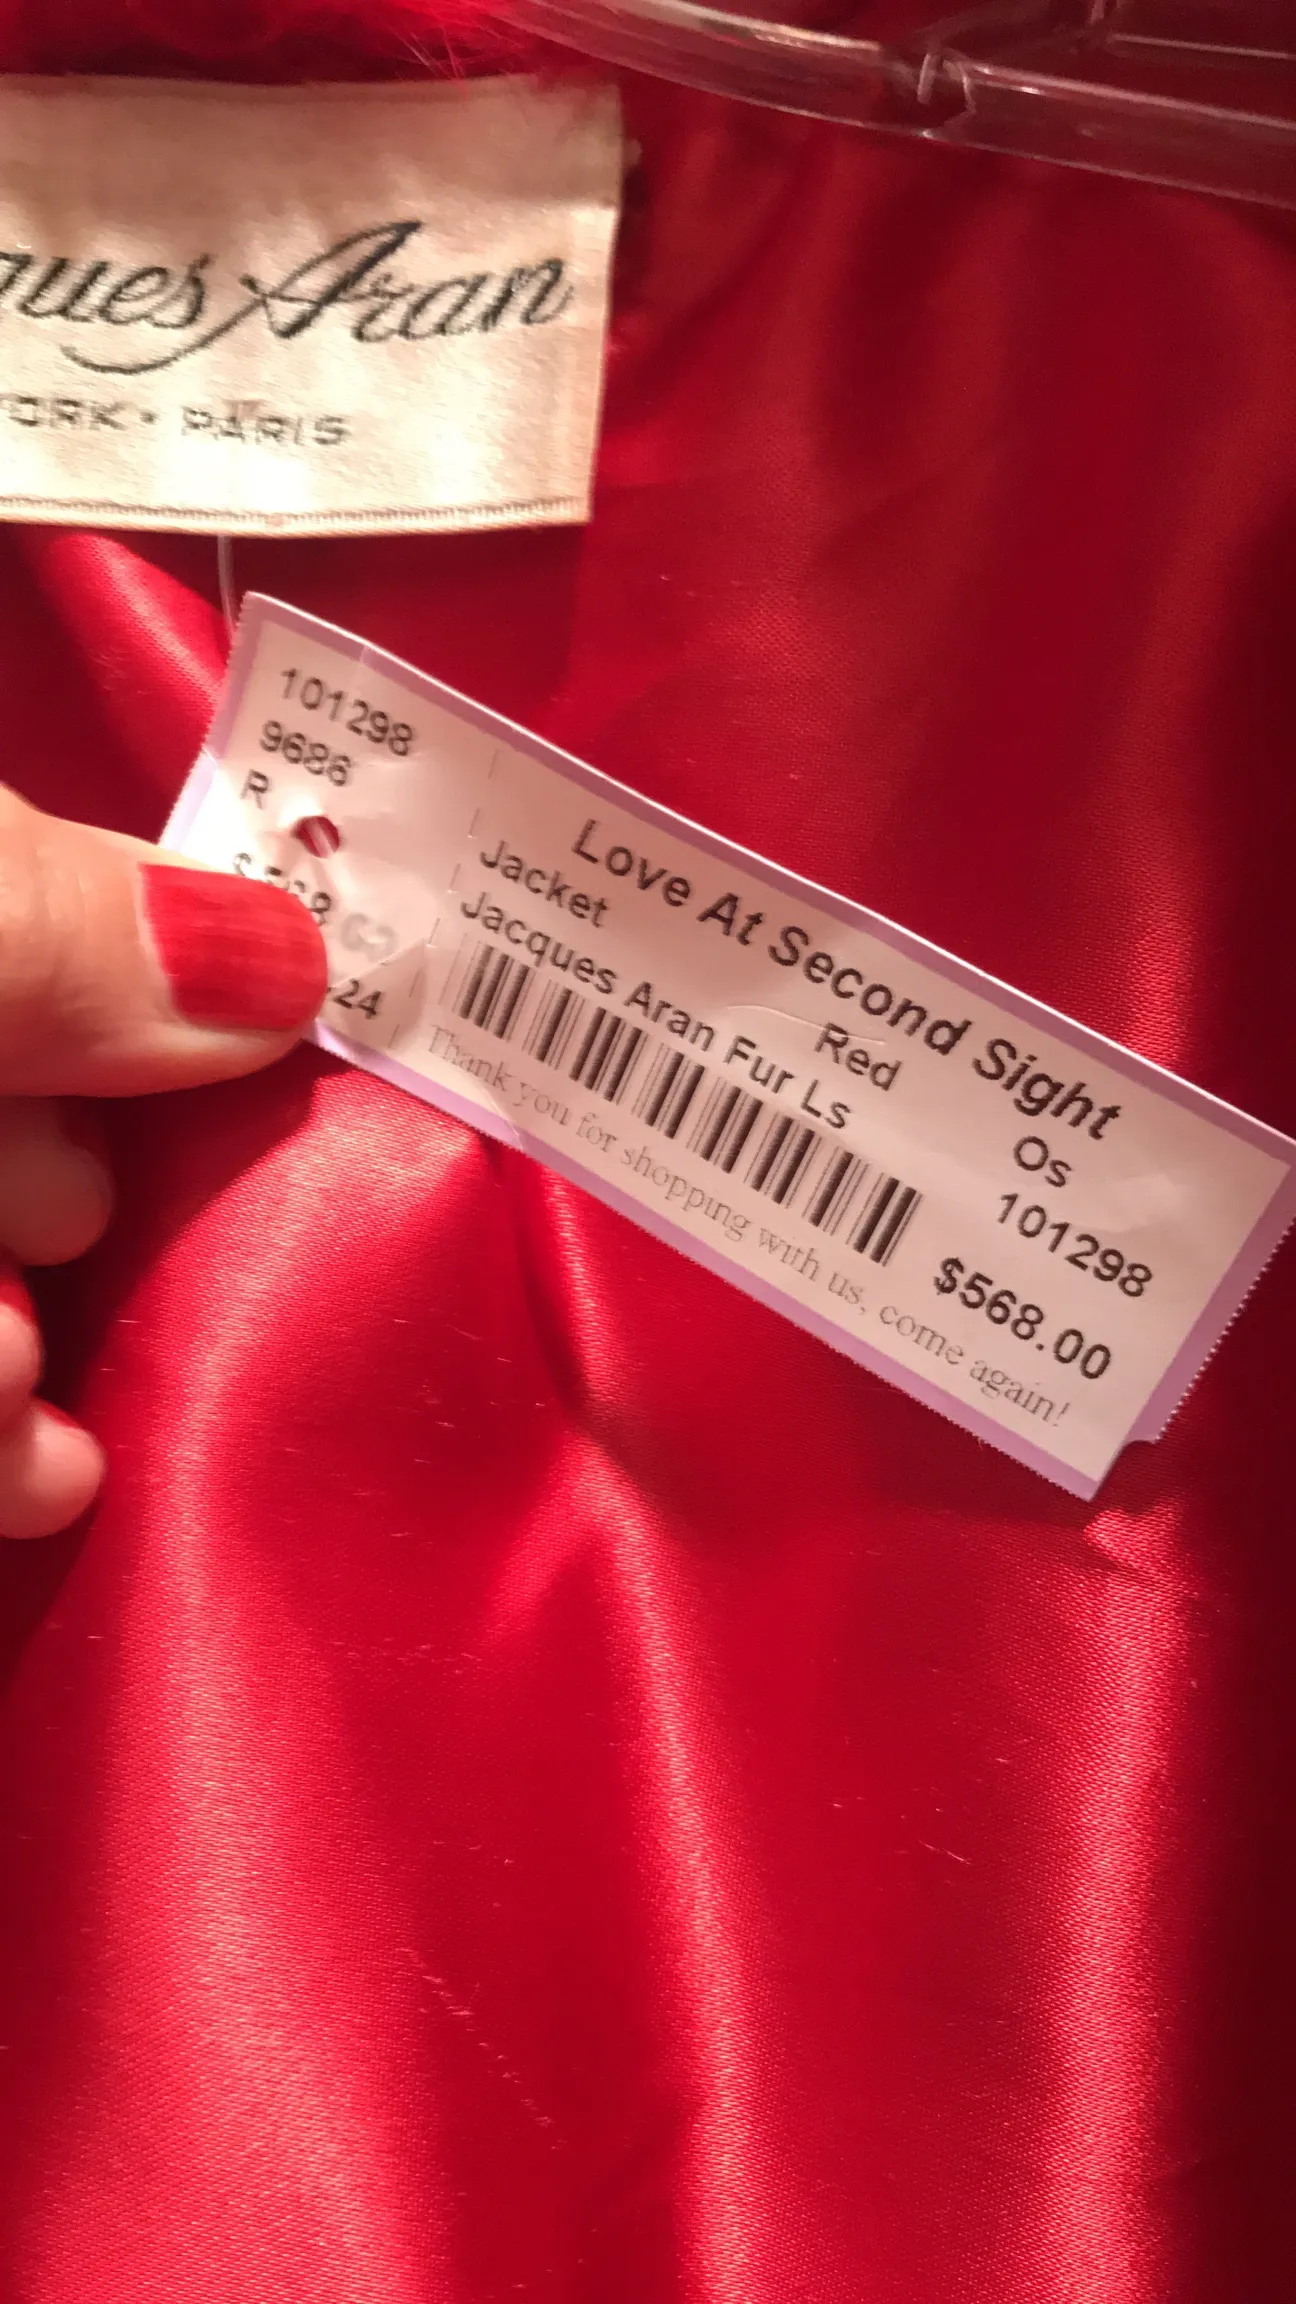 ques Aran
ORK • PARIS
101298
9686
R
24
Love At Second Sight
Jacket Red Os
Jacques Aran Fur Ls 101298
$568.00
Thank you for shopping with us, come again!